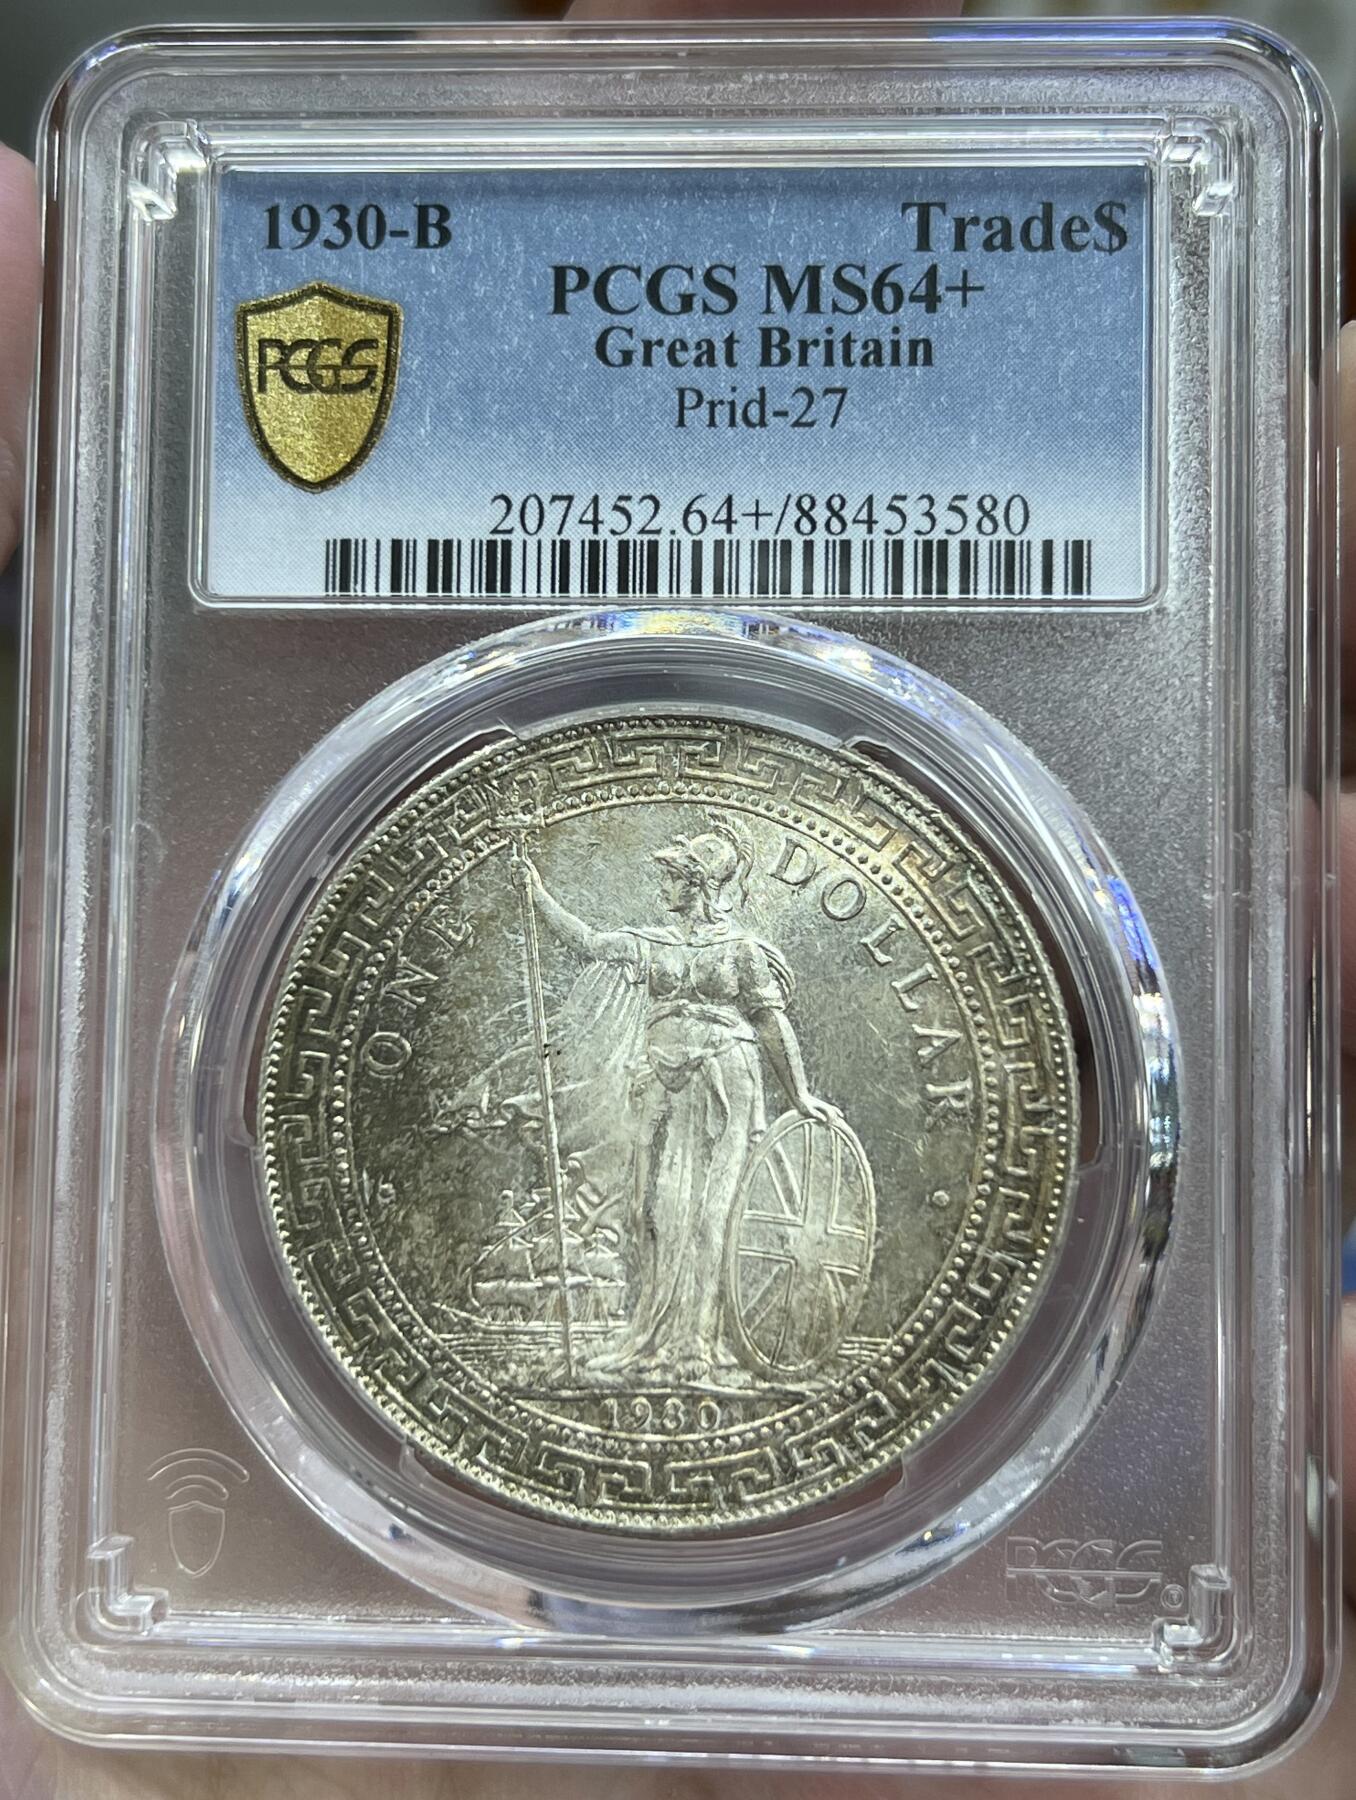 1930-B Trade$
PCGS MS64+
Great Britain
PCGS
Prid-27
207452.64+/88453580
ONE DOLLAR
1930
PCGS